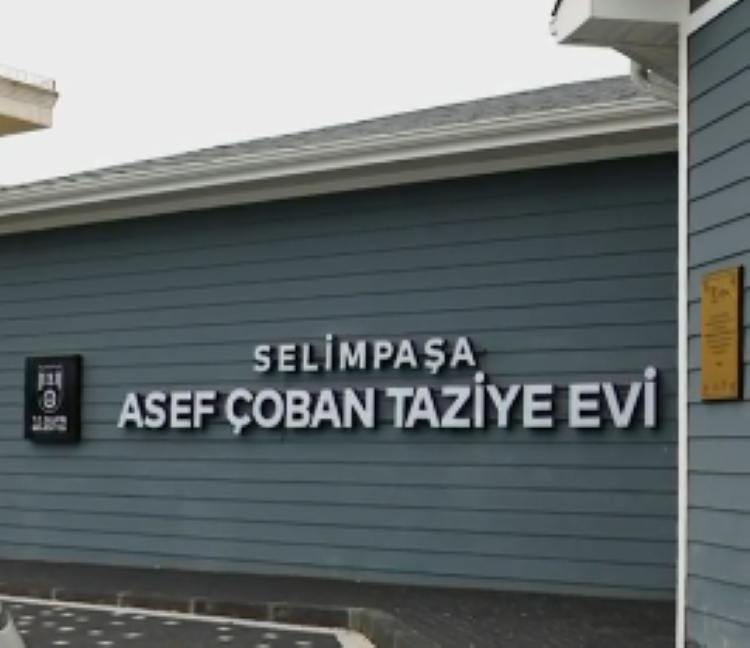 SELİMPAŞA
ASEF ÇOBAN TAZİYE EVİ